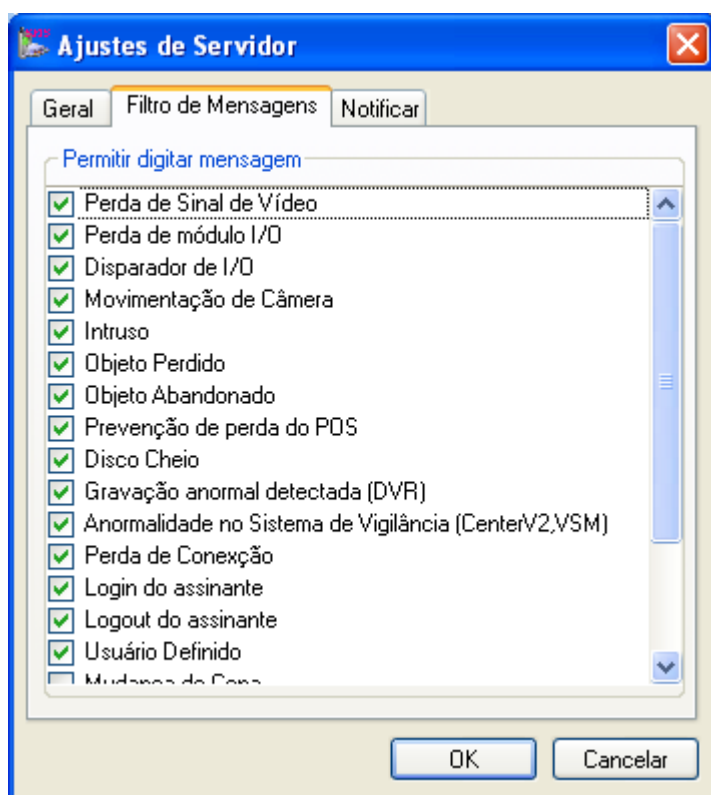 Ajustes de Servidor
Geral
Filtro de Mensagens
Notificar
Permitir digitar mensagem
Perda de Sinal de Vídeo
Perda de módulo I/O
Disparador de I/O
Movimentação de Câmera
Intruso
Objeto Perdido
Objeto Abandonado
Prevenção de perda do POS
Disco Cheio
Gravação anormal detectada (DVR)
Anormalidade no Sistema de Vigilância (CenterV2,VSM)
Perda de Conexção
Login do assinante
Logout do assinante
Usuário Definido
Mudança de Cena
OK
Cancelar